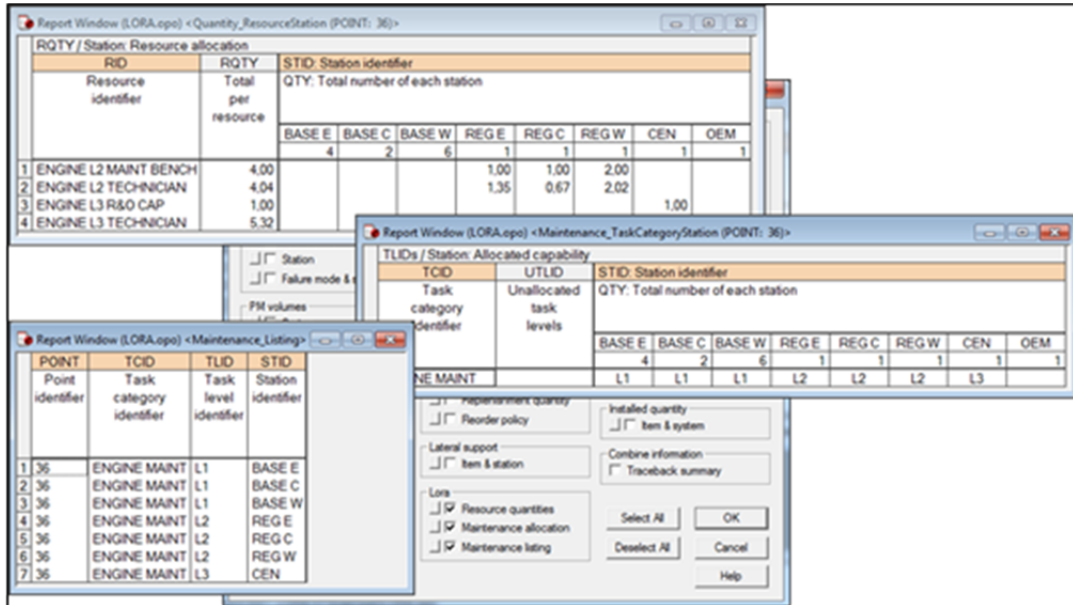 Report Window (LORA.opo) <Quantity_ResourceStation (POINT: 36)>
RQTY / Station: Resource allocation
RID RQTY STID: Station identifier
Resource identifier Total per resource QTY: Total number of each station
BASE E BASE C BASE W REG E REG C REG W CEN OEM
4 2 6 1 1 1 1 1
1 ENGINE L2 MAINT BENCH 4,00 1,00 1,00 2,00
2 ENGINE L2 TECHNICIAN 4,04 1,35 0,67 2,02
3 ENGINE L3 R&O CAP 1,00 1,00
4 ENGINE L3 TECHNICIAN 5,32
Report Window (LORA.opo) <Maintenance_TaskCategoryStation (POINT: 36)>
TLIDs / Station: Allocated capability
TCID UTLID STID: Station identifier
Task category identifier Unallocated task levels QTY: Total number of each station
BASE E BASE C BASE W REG E REG C REG W CEN OEM
4 2 6 1 1 1 1 1
NE MAINT L1 L1 L1 L2 L2 L2 L3
Station
Failure mode &
PM volumes
Report Window (LORA.opo) <Maintenance_Listing>
POINT TCID TLID STID
Point identifier Task category identifier Task level identifier Station identifier
1 36 ENGINE MAINT L1 BASE E
2 36 ENGINE MAINT L1 BASE C
3 36 ENGINE MAINT L1 BASE W
4 36 ENGINE MAINT L2 REG E
5 36 ENGINE MAINT L2 REG C
6 36 ENGINE MAINT L2 REG W
7 36 ENGINE MAINT L3 CEN
Replenishment quantity
Reorder policy
Lateral support
Item & station
Lora
Resource quantities
Maintenance allocation
Maintenance listing
Installed quantity
Item & system
Combine information
Traceback summary
Select All OK
Deselect All Cancel
Help